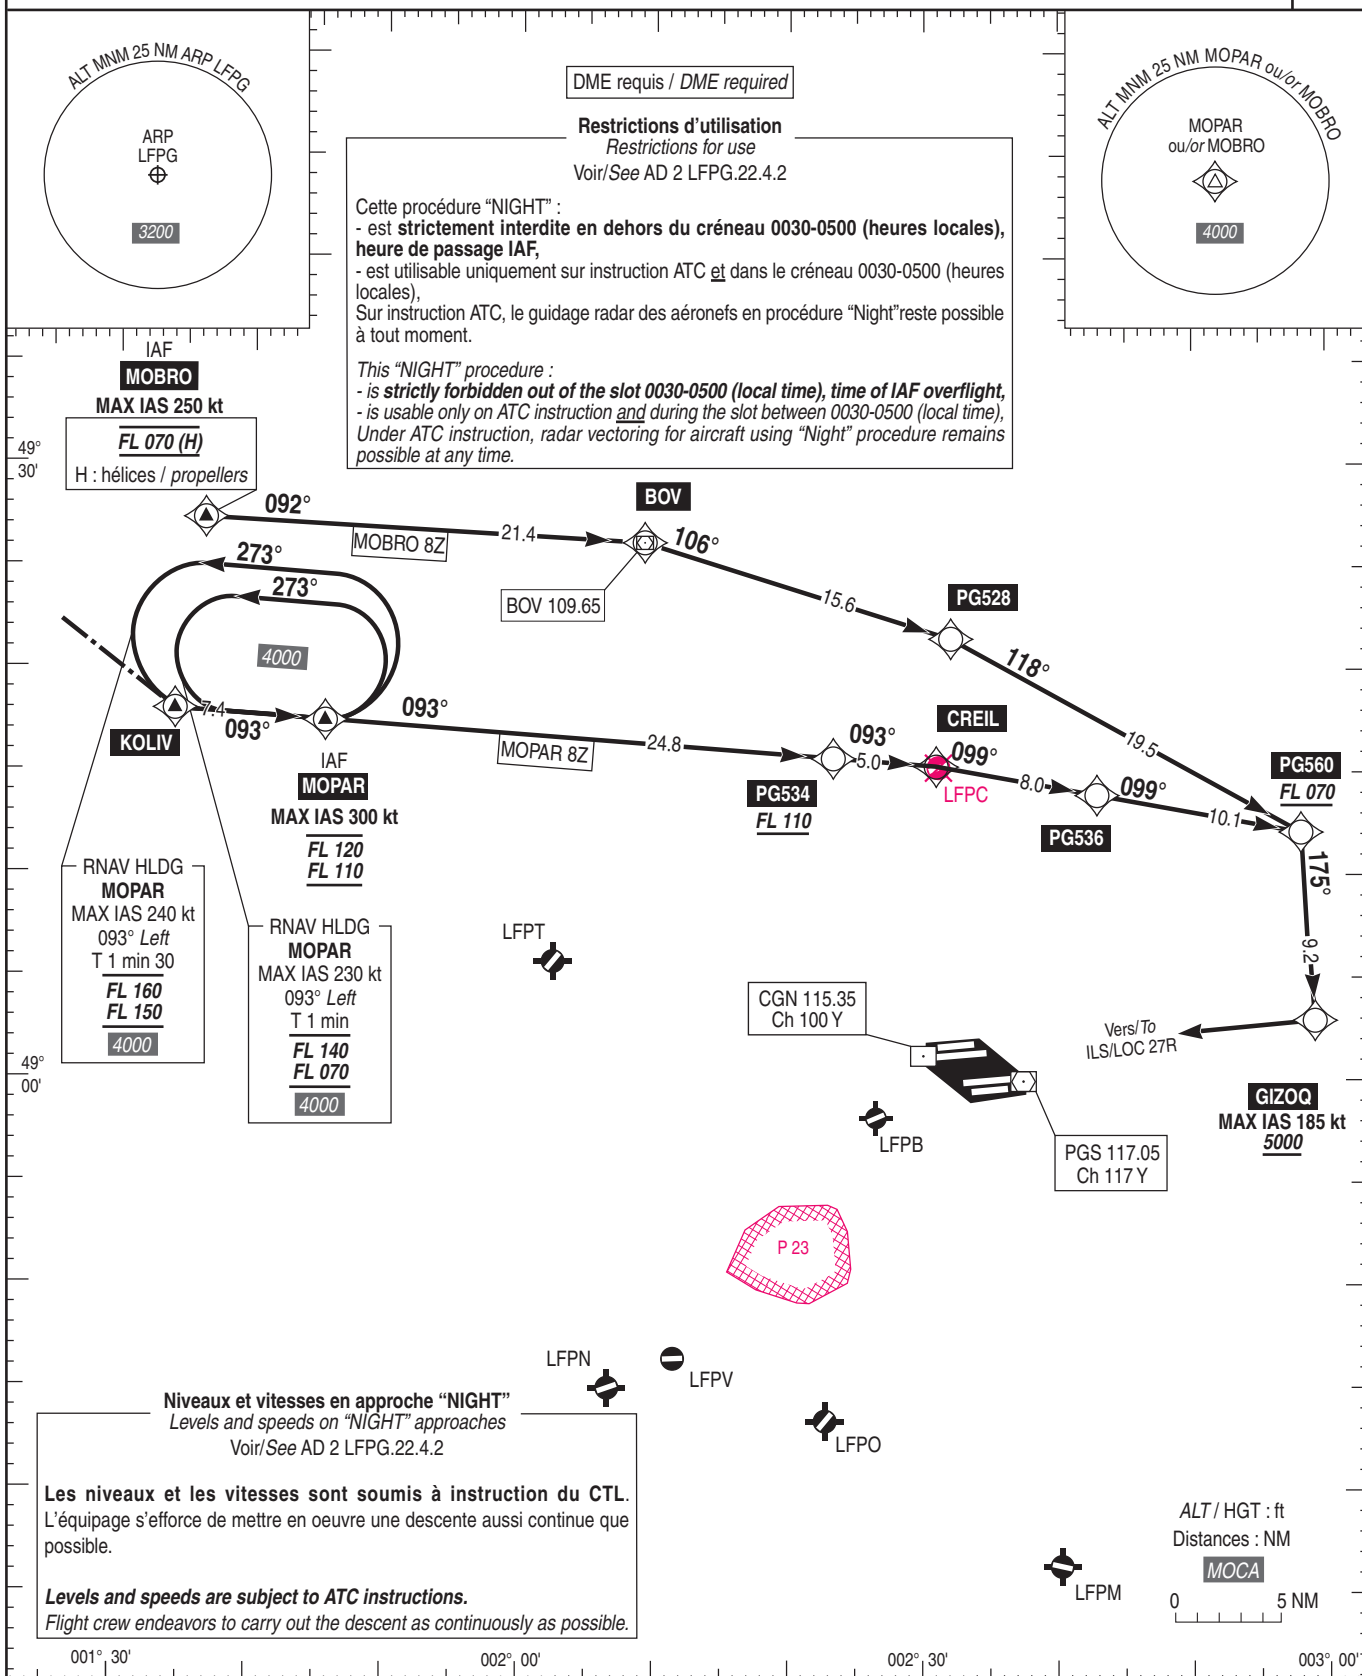 ALT MNM 25 NM ARP LFPG
ARP
LFPG
3200
DME requis / DME required
Restrictions d'utilisation
Restrictions for use
Voir/See AD 2 LFPG.22.4.2
Cette procédure “NIGHT” :
- est strictement interdite en dehors du créneau 0030-0500 (heures locales),
heure de passage IAF,
- est utilisable uniquement sur instruction ATC et dans le créneau 0030-0500 (heures
locales),
Sur instruction ATC, le guidage radar des aéronefs en procédure “Night”reste possible
à tout moment.
This “NIGHT” procedure :
- is strictly forbidden out of the slot 0030-0500 (local time), time of IAF overflight,
- is usable only on ATC instruction and during the slot between 0030-0500 (local time),
Under ATC instruction, radar vectoring for aircraft using “Night” procedure remains
possible at any time.
ALT MNM 25 NM MOPAR ou/or MOBRO
MOPAR
ou/or MOBRO
4000
IAF
MOBRO
MAX IAS 250 kt
FL 070 (H)
H : hélices / propellers
49°
30'
092°
MOBRO 8Z
21.4
BOV
BOV 109.65
106°
15.6
PG528
118°
19.5
273°
273°
4000
KOLIV
7.4
093°
IAF
MOPAR
MAX IAS 300 kt
FL 120
FL 110
093°
MOPAR 8Z
24.8
PG534
FL 110
093°
5.0
CREIL
LFPC
099°
8.0
PG536
099°
10.1
PG560
FL 070
175°
9.2
RNAV HLDG
MOPAR
MAX IAS 240 kt
093° Left
T 1 min 30
FL 160
FL 150
4000
RNAV HLDG
MOPAR
MAX IAS 230 kt
093° Left
T 1 min
FL 140
FL 070
4000
LFPT
CGN 115.35
Ch 100 Y
Vers/To
ILS/LOC 27R
GIZOQ
MAX IAS 185 kt
5000
49°
00'
LFPB
PGS 117.05
Ch 117 Y
P 23
LFPN
LFPV
LFPO
LFPM
Niveaux et vitesses en approche “NIGHT”
Levels and speeds on “NIGHT” approaches
Voir/See AD 2 LFPG.22.4.2
Les niveaux et les vitesses sont soumis à instruction du CTL.
L'équipage s'efforce de mettre en oeuvre une descente aussi continue que
possible.
Levels and speeds are subject to ATC instructions.
Flight crew endeavors to carry out the descent as continuously as possible.
ALT / HGT : ft
Distances : NM
MOCA
0 5 NM
001° 30'
002° 00'
002° 30'
003° 00'